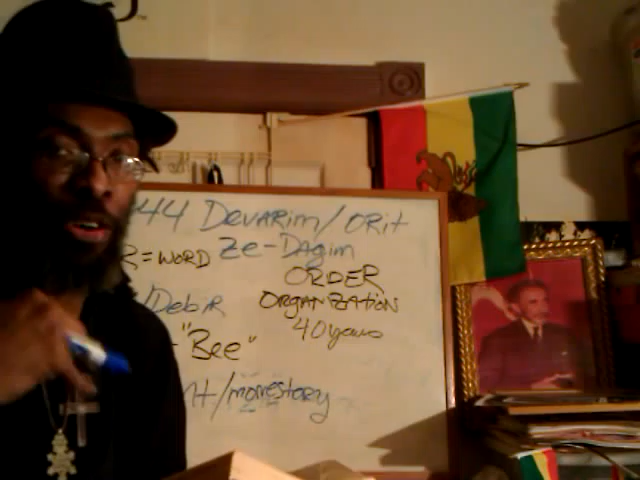 44 DEVARIM/ORIT
ZE-DAGIM
R=WORD
ORDER
/DEBIR
ORGANIZATION
40 years
"Bee"
nt/monestory